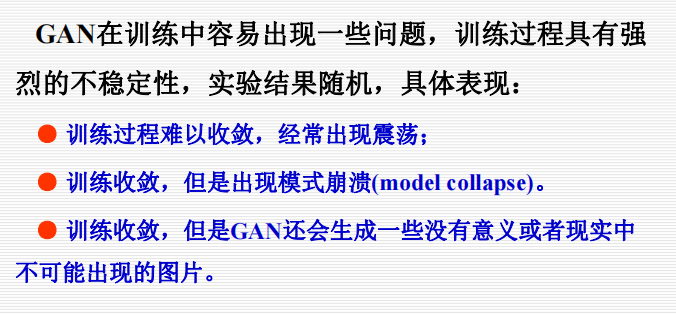 GAN在训练中容易出现一些问题，训练过程具有强
烈的不稳定性，实验结果随机，具体表现：
● 训练过程难以收敛，经常出现震荡；
● 训练收敛，但是出现模式崩溃(model collapse)。
● 训练收敛，但是GAN还会生成一些没有意义或者现实中
不可能出现的图片。